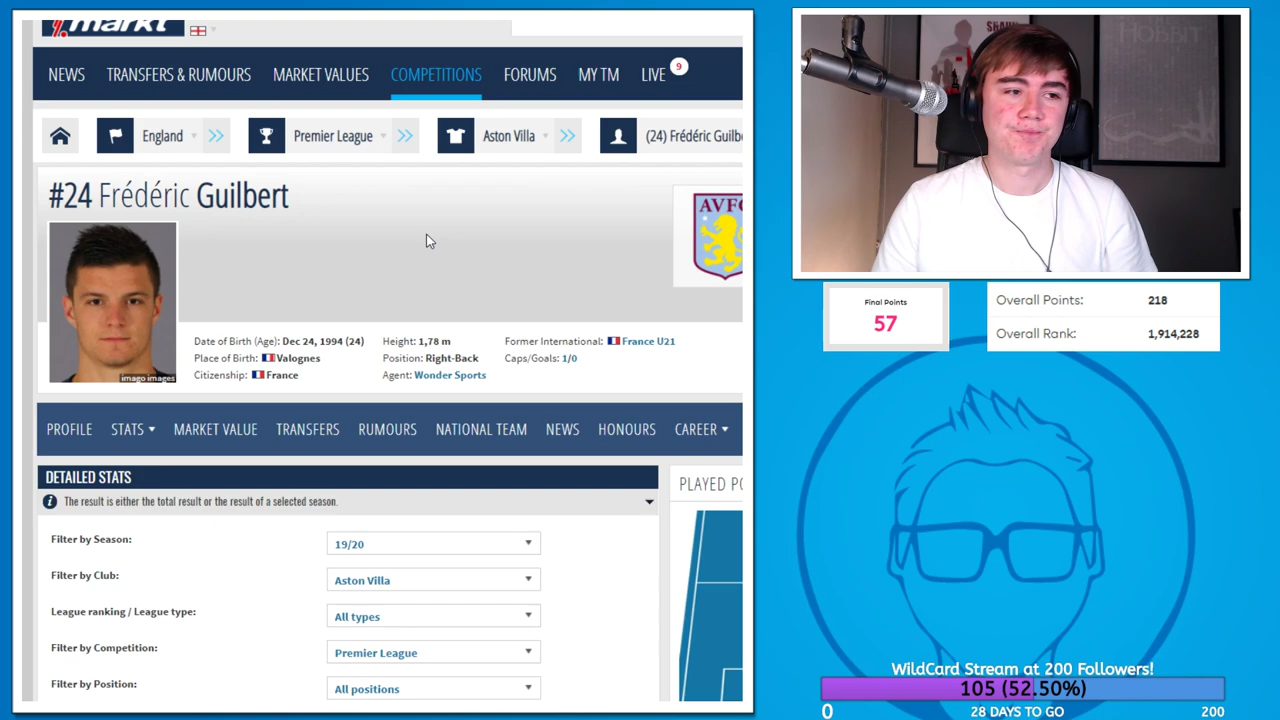 markt
NEWS TRANSFERS & RUMOURS MARKET VALUES COMPETITIONS FORUMS MY TM LIVE 9
England Premier League Aston Villa (24) Frédéric Guilbe
#24 Frédéric Guilbert
AVFC
imago images
Date of Birth (Age): Dec 24, 1994 (24)
Place of Birth: Valognes
Citizenship: France
Height: 1,78 m
Position: Right-Back
Agent: Wonder Sports
Former International: France U21
Caps/Goals: 1/0
PROFILE STATS MARKET VALUE TRANSFERS RUMOURS NATIONAL TEAM NEWS HONOURS CAREER
DETAILED STATS
The result is either the total result or the result of a selected season.
Filter by Season: 19/20
Filter by Club: Aston Villa
League ranking / League type: All types
Filter by Competition: Premier League
Filter by Position: All positions
PLAYED PO
Final Points
57
Overall Points: 218
Overall Rank: 1,914,228
WildCard Stream at 200 Followers!
105 (52.50%)
0 28 DAYS TO GO 200